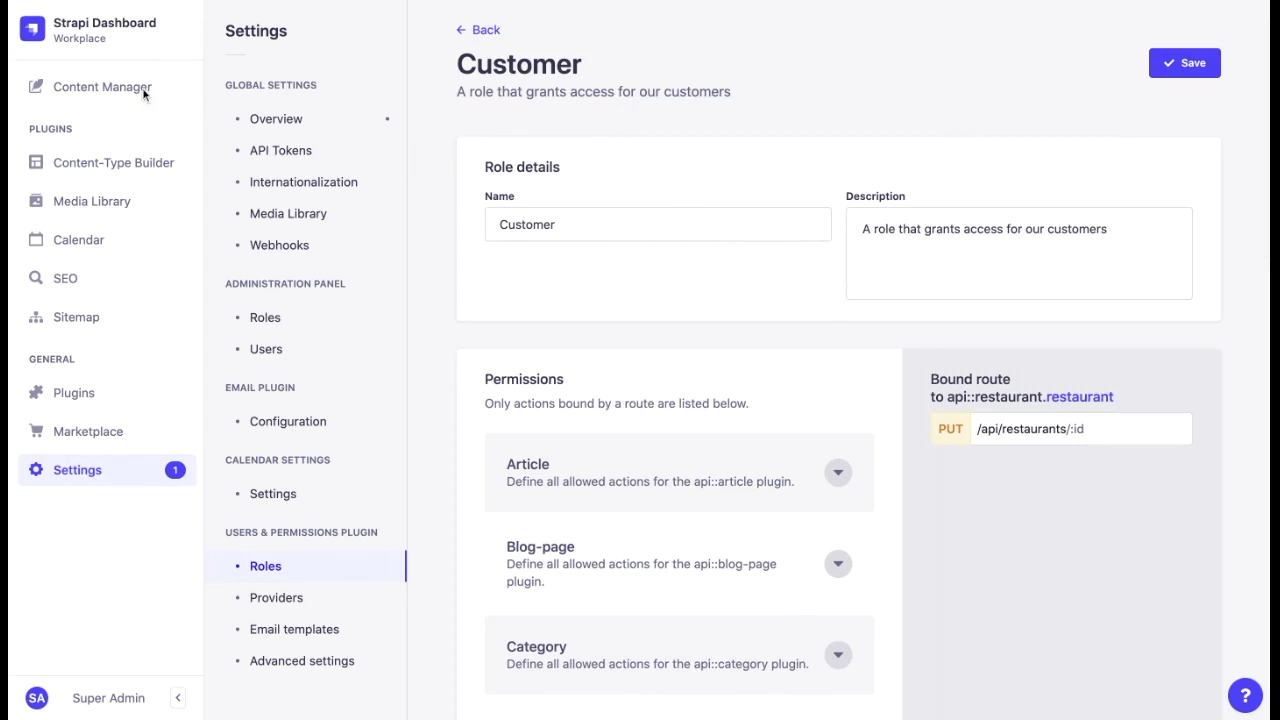 Strapi Dashboard
Workplace
Content Manager
PLUGINS
Content-Type Builder
Media Library
Calendar
SEO
Sitemap
GENERAL
Plugins
Marketplace
Settings 1
SA Super Admin
Settings
GLOBAL SETTINGS
Overview
API Tokens
Internationalization
Media Library
Webhooks
ADMINISTRATION PANEL
Roles
Users
EMAIL PLUGIN
Configuration
CALENDAR SETTINGS
Settings
USERS & PERMISSIONS PLUGIN
Roles
Providers
Email templates
Advanced settings
Back
Customer
A role that grants access for our customers
Save
Role details
Name
Customer
Description
A role that grants access for our customers
Permissions
Only actions bound by a route are listed below.
Article
Define all allowed actions for the api::article plugin.
Blog-page
Define all allowed actions for the api::blog-page
plugin.
Category
Define all allowed actions for the api::category plugin.
Bound route
to api::restaurant.restaurant
PUT /api/restaurants/:id
?